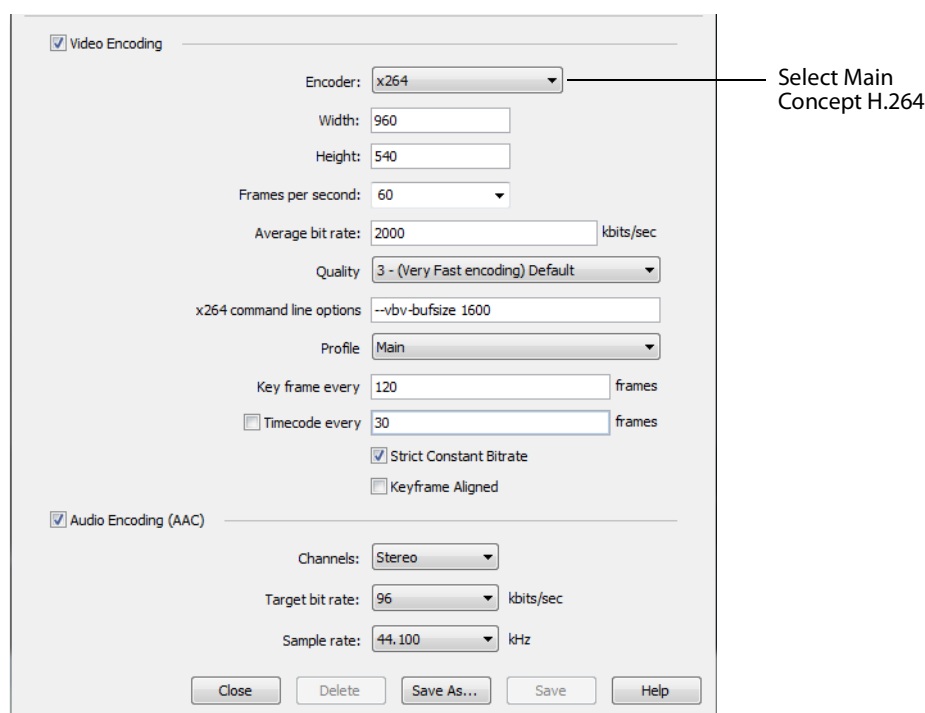 Video Encoding
Encoder: x264
Select Main
Concept H.264
Width: 960
Height: 540
Frames per second: 60
Average bit rate: 2000 kbits/sec
Quality 3 - (Very Fast encoding) Default
x264 command line options --vbv-bufsize 1600
Profile Main
Key frame every 120 frames
Timecode every 30 frames
Strict Constant Bitrate
Keyframe Aligned
Audio Encoding (AAC)
Channels: Stereo
Target bit rate: 96 kbits/sec
Sample rate: 44.100 kHz
Close Delete Save As... Save Help